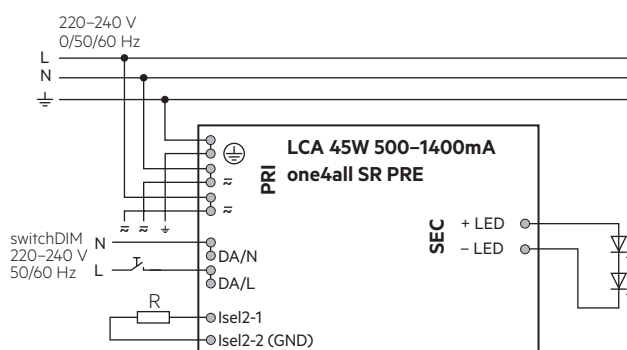 220–240 V
0/50/60 Hz
L
N
LCA 45W 500–1400mA
one4all SR PRE
PRI
SEC
+ LED
– LED
switchDIM N
220–240 V
50/60 Hz L
DA/N
DA/L
R
Isel2-1
Isel2-2 (GND)